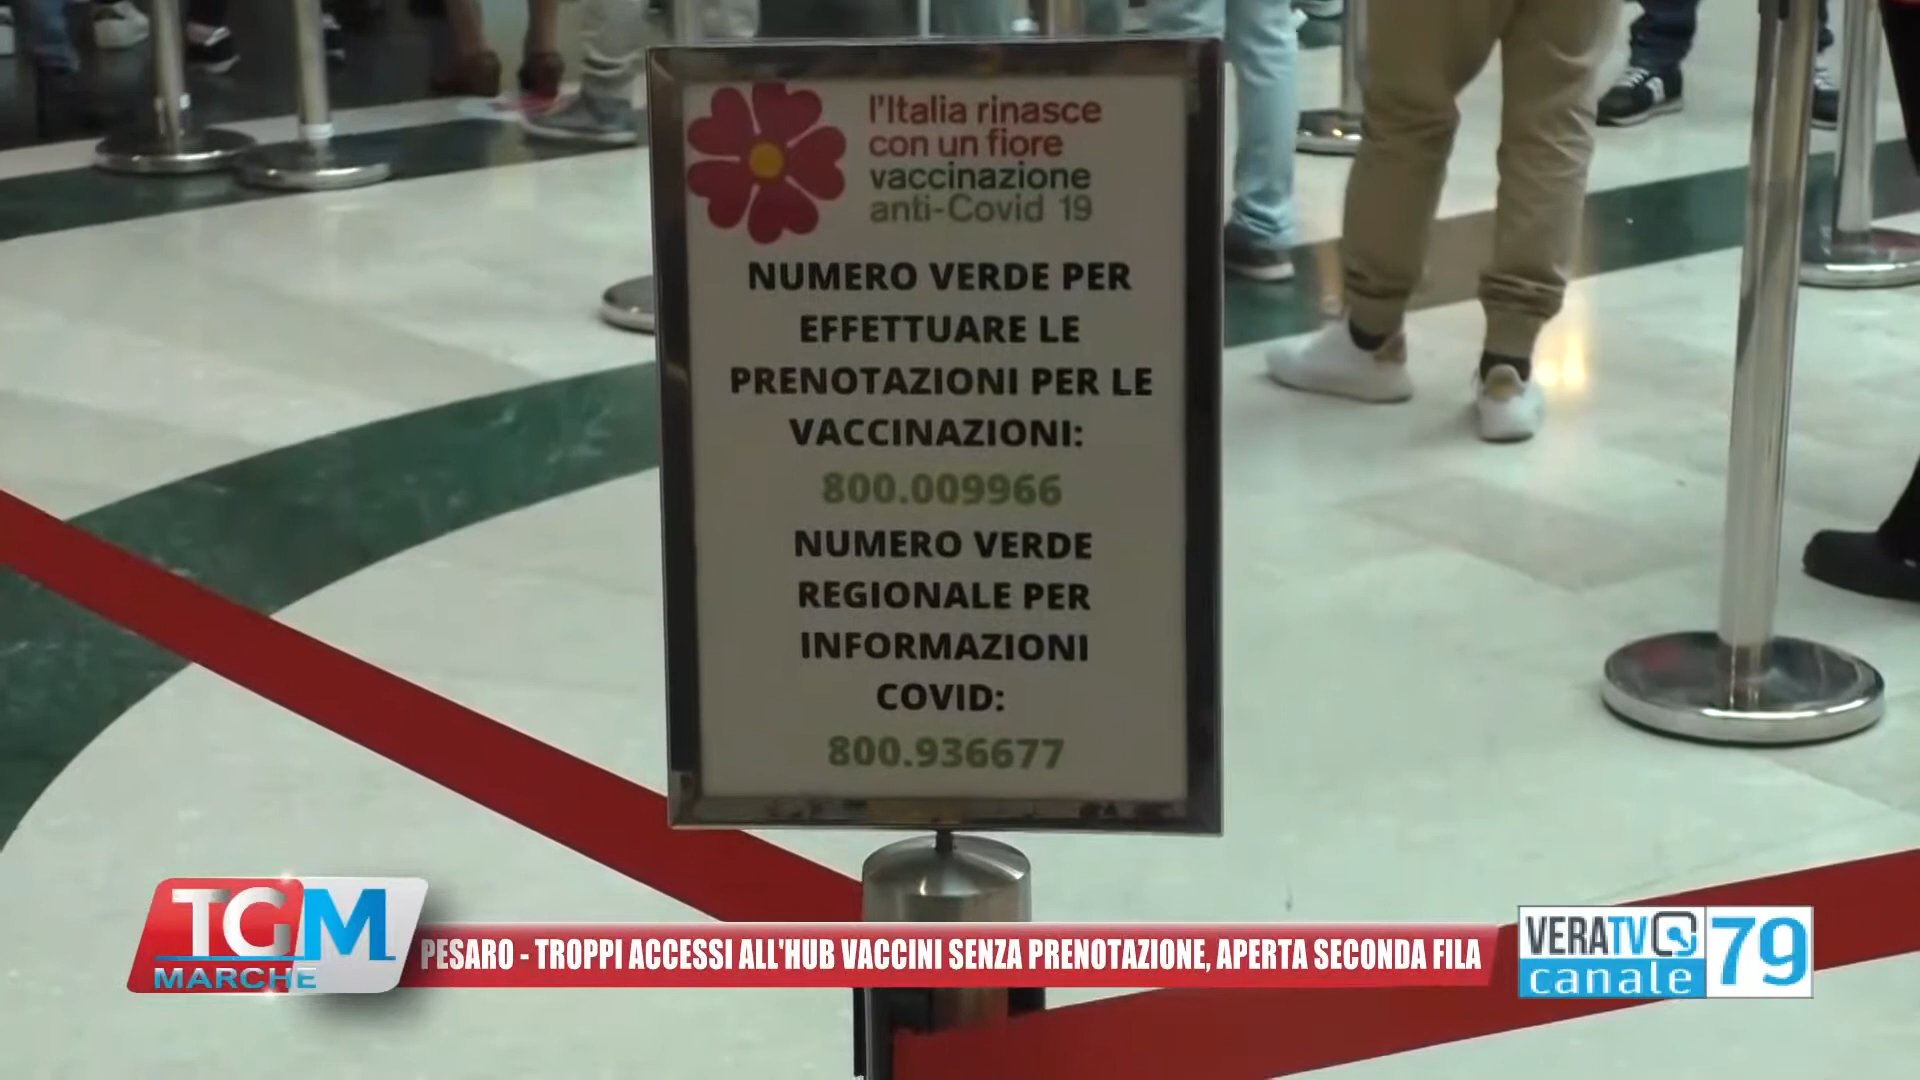 l'Italia rinasce
con un fiore
vaccinazione
anti-Covid 19
NUMERO VERDE PER
EFFETTUARE LE
PRENOTAZIONI PER LE
VACCINAZIONI:
800.009966
NUMERO VERDE
REGIONALE PER
INFORMAZIONI
COVID:
800.936677
TGM
MARCHE
PESARO - TROPPI ACCESSI ALL'HUB VACCINI SENZA PRENOTAZIONE, APERTA SECONDA FILA
VERATV
canale
79